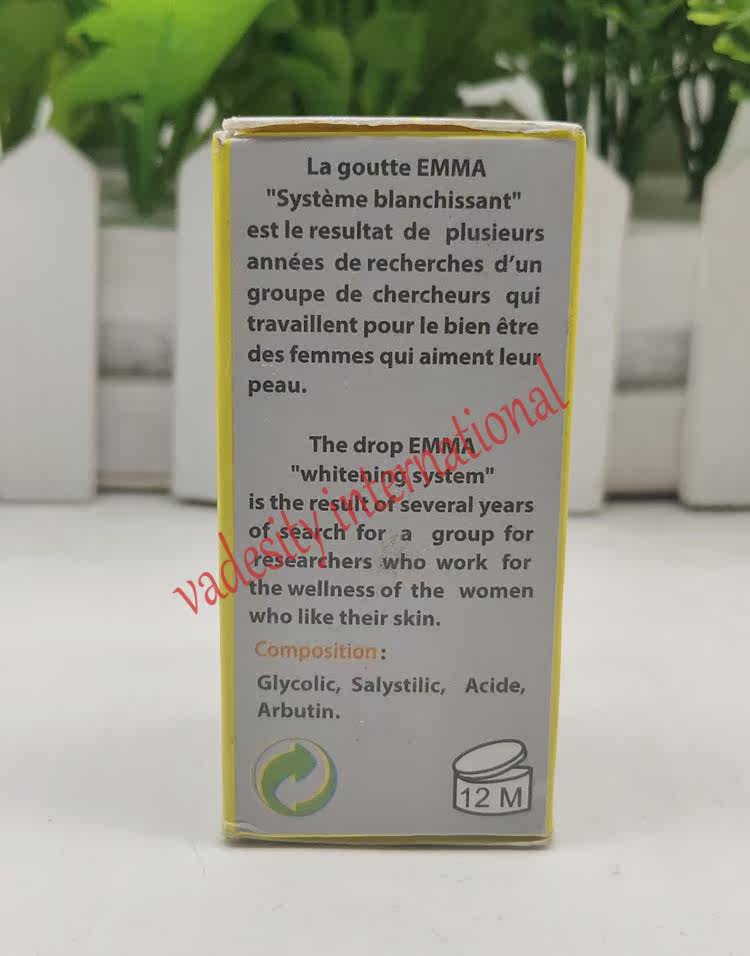 La goutte EMMA
"Système blanchissant"
est le resultat de plusieurs
années de recherches d'un
groupe de chercheurs qui
travaillent pour le bien être
des femmes qui aiment leur
peau.
The drop EMMA
"whitening system"
is the result of several years
of search for a group for
researchers who work for
the wellness of the women
who like their skin.
vadesity international
Composition:
Glycolic, Salystilic, Acide,
Arbutin.
12 M